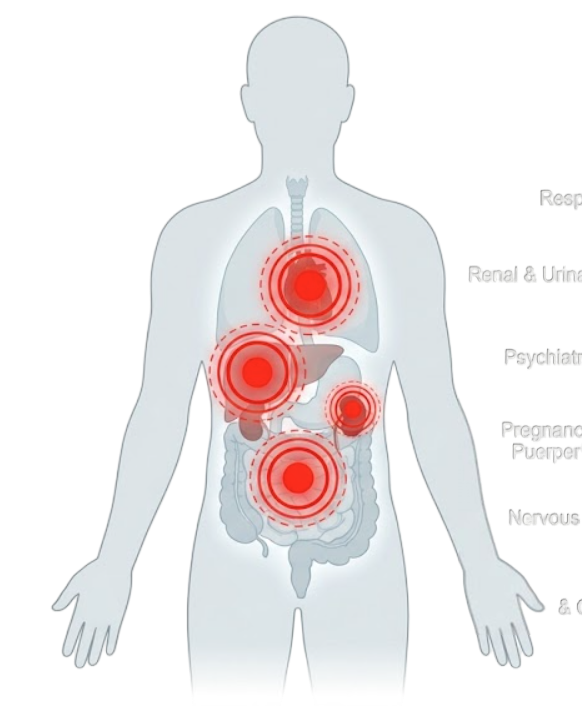 Resp
Renal & Urina
Psychiatr
Pregnanc
Puerper
Nervous
& C